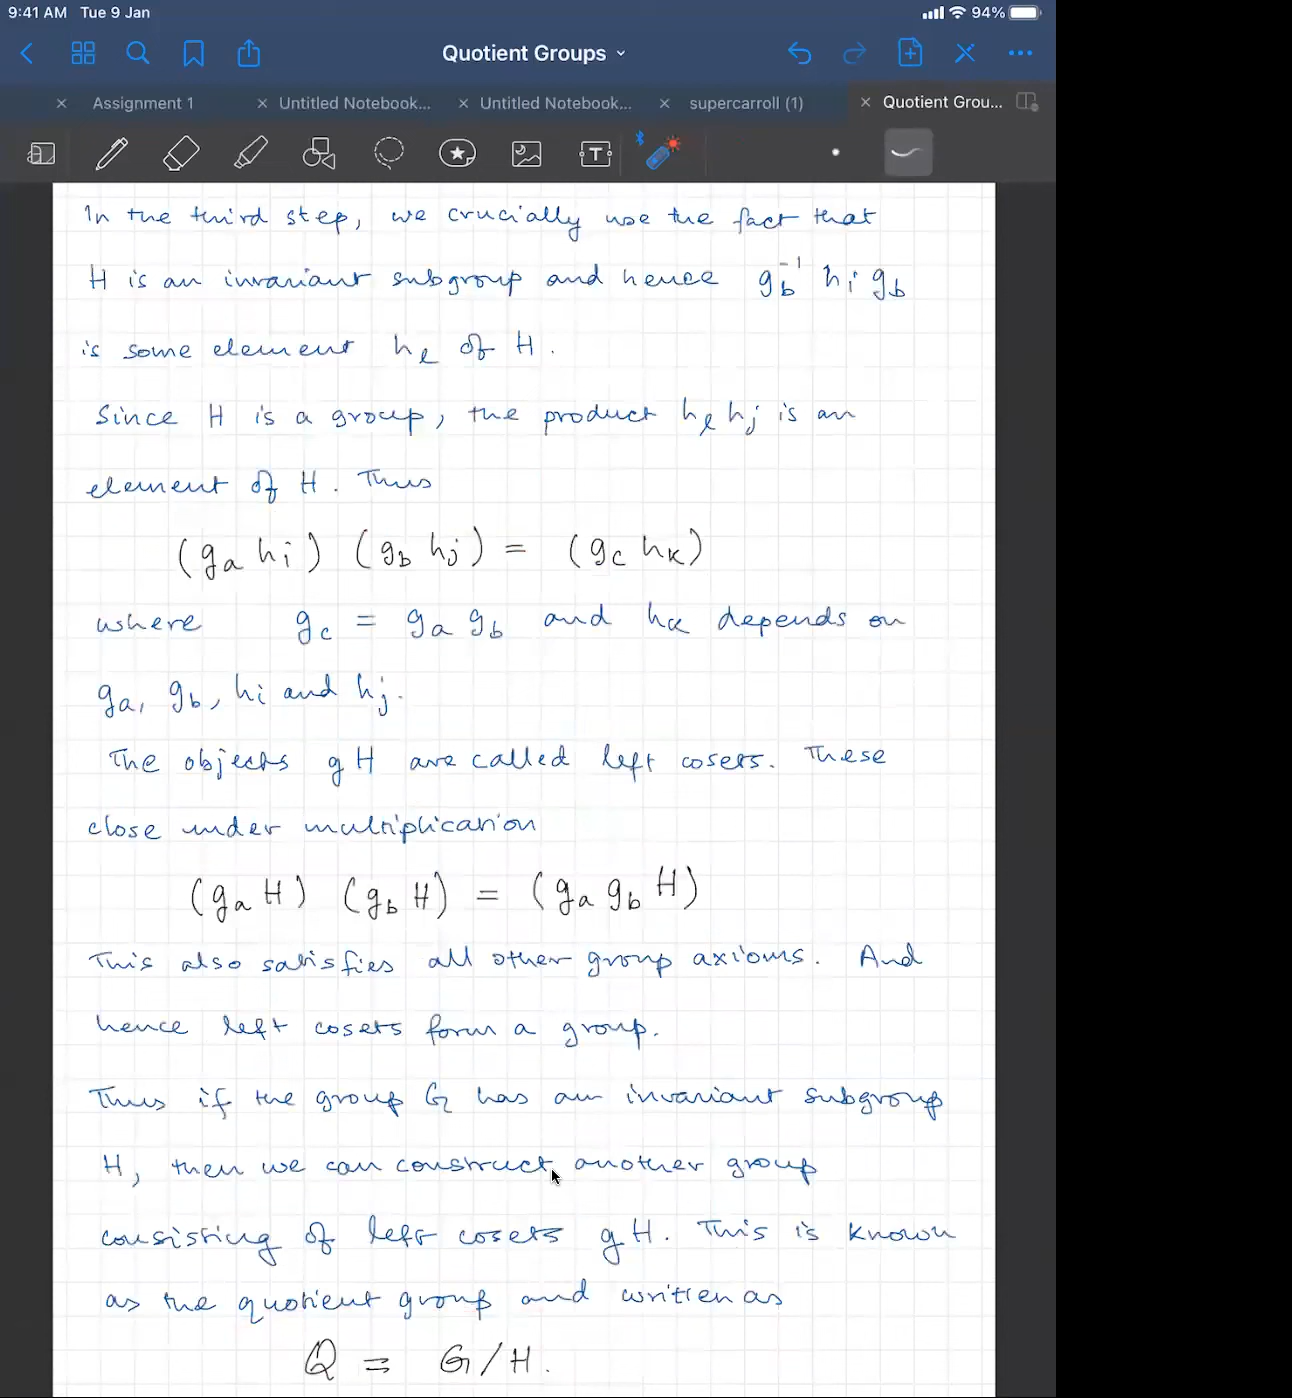 9:41 AM Tue 9 Jan 94%
Quotient Groups
Assignment 1 Untitled Notebook... Untitled Notebook... supercarroll (1) Quotient Grou...
In the third step, we crucially use the fact that
H is an invariant subgroup and hence g_b^{-1} h_i g_b
is some element h_l of H.
Since H is a group, the product h_l h_j is an
element of H. Thus
(g_a h_i) (g_b h_j) = (g_c h_k)
where g_c = g_a g_b and h_k depends on
g_a, g_b, h_i and h_j.
The objects gH are called left cosets. These
close under multiplication
(g_a H) (g_b H) = (g_a g_b H)
This also satisfies all other group axioms. And
hence left cosets form a group.
Thus if the group G has an invariant subgroup
H, then we can construct another group
consisting of left cosets gH. This is known
as the quotient group and written as
Q = G/H.